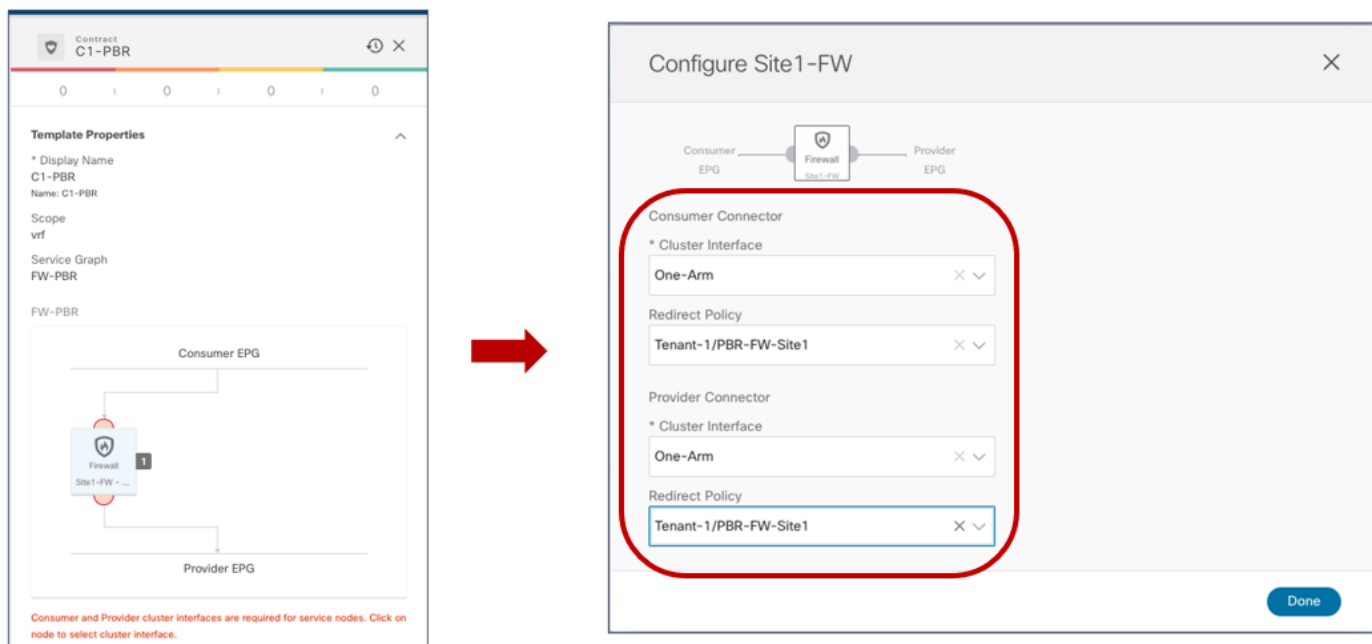 Contract
C1-PBR
0 0 0 0
Template Properties
* Display Name
C1-PBR
Name: C1-PBR
Scope
vrf
Service Graph
FW-PBR
FW-PBR
Consumer EPG
Firewall
1
Site1-FW - ...
Provider EPG
Consumer and Provider cluster interfaces are required for service nodes. Click on
node to select cluster interface.
Configure Site1-FW
Consumer
EPG
Firewall
Site1-FW
Provider
EPG
Consumer Connector
* Cluster Interface
One-Arm
Redirect Policy
Tenant-1/PBR-FW-Site1
Provider Connector
* Cluster Interface
One-Arm
Redirect Policy
Tenant-1/PBR-FW-Site1
Done